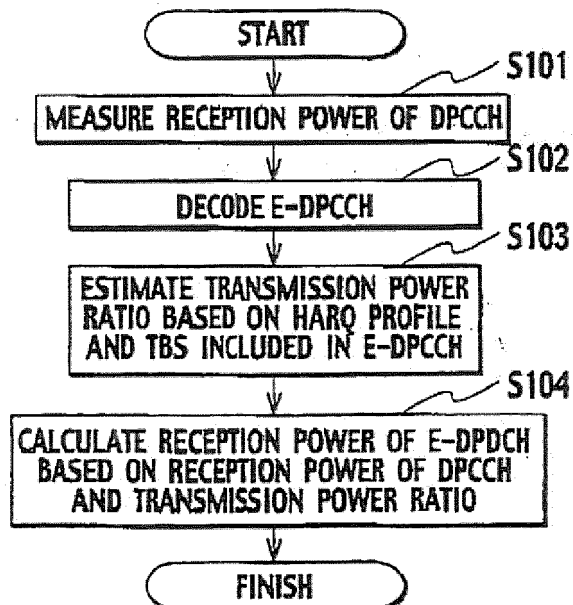 START
S101
MEASURE RECEPTION POWER OF DPCCH
S102
DECODE E-DPCCH
S103
ESTIMATE TRANSMISSION POWER
RATIO BASED ON HARQ PROFILE
AND TBS INCLUDED IN E-DPCCH
S104
CALCULATE RECEPTION POWER OF E-DPDCH
BASED ON RECEPTION POWER OF DPCCH
AND TRANSMISSION POWER RATIO
FINISH